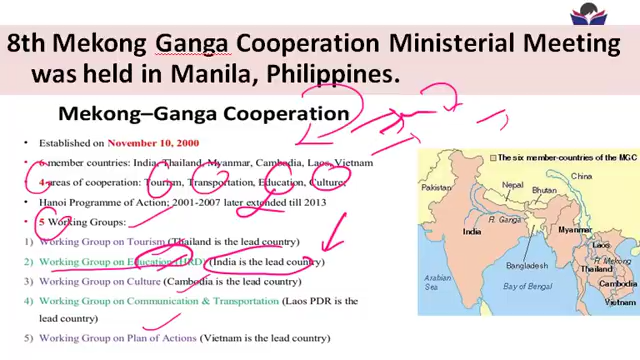 8th Mekong Ganga Cooperation Ministerial Meeting
was held in Manila, Philippines.
Mekong–Ganga Cooperation
• Established on November 10, 2000
• 6 member countries: India, Thailand, Myanmar, Cambodia, Laos, Vietnam
• 4 areas of cooperation: Tourism, Transportation, Education, Culture,
• Hanoi Programme of Action: 2001-2007 later extended till 2013
• 5 Working Groups:
1) Working Group on Tourism (Thailand is the lead country)
2) Working Group on Education (HRD) (India is the lead country)
3) Working Group on Culture (Cambodia is the lead country)
4) Working Group on Communication & Transportation (Laos PDR is the
lead country)
5) Working Group on Plan of Actions (Vietnam is the lead country)
The six member-countries of the MGC
Pakistan
Nepal
Bhutan
China
R. Ganga
India
Myanmar
Laos
R. Mekong
Bangladesh
Thailand
Arabian
Sea
Bay of Bengal
Cambodia
Vietnam